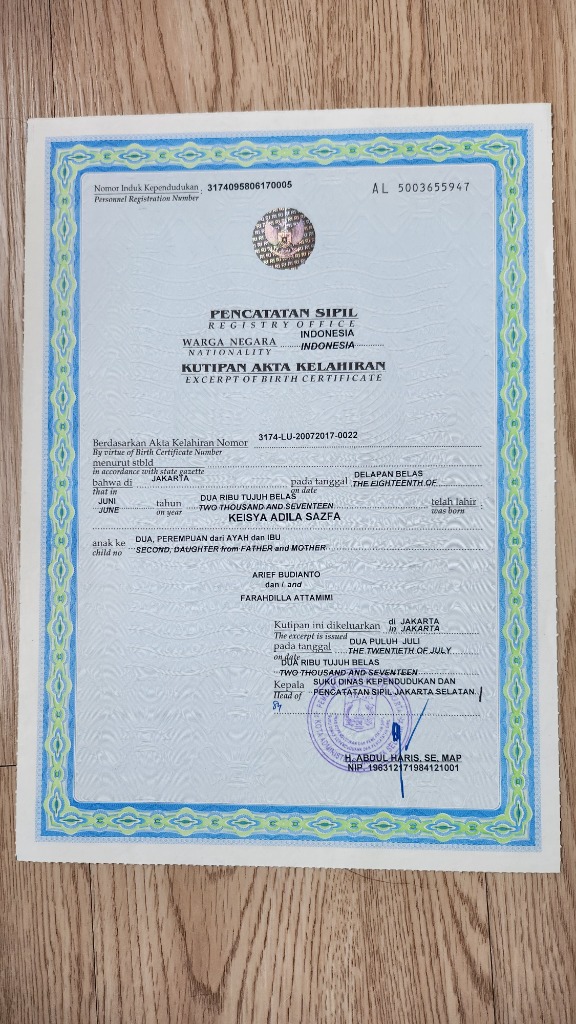 Nomor Induk Kependudukan : 3174095806170005
Personnel Registration Number
AL 5003655947
PENCATATAN SIPIL
REGISTRY OFFICE
WARGA NEGARA INDONESIA
NATIONALITY INDONESIA
KUTIPAN AKTA KELAHIRAN
EXCERPT OF BIRTH CERTIFICATE
Berdasarkan Akta Kelahiran Nomor 3174-LU-20072017-0022
By virtue of Birth Certificate Number
menurut stbld
in accordance with state gazette
bahwa di JAKARTA pada tanggal DELAPAN BELAS
that in on date THE EIGHTEENTH OF
JUNI tahun DUA RIBU TUJUH BELAS telah lahir :
JUNE on year TWO THOUSAND AND SEVENTEEN was born
KEISYA ADILA SAZFA
anak ke DUA, PEREMPUAN dari AYAH dan IBU
child no SECOND, DAUGHTER from FATHER and MOTHER
ARIEF BUDIANTO
dan / and
FARAHDILLA ATTAMIMI
Kutipan ini dikeluarkan di JAKARTA
The excerpt is issued in JAKARTA
pada tanggal DUA PULUH JULI
on date THE TWENTIETH OF JULY
DUA RIBU TUJUH BELAS
TWO THOUSAND AND SEVENTEEN
Kepala SUKU DINAS KEPENDUDUKAN DAN
Head of PENCATATAN SIPIL JAKARTA SELATAN
H. ABDUL HARIS, SE, MAP
NIP. 196312171984121001